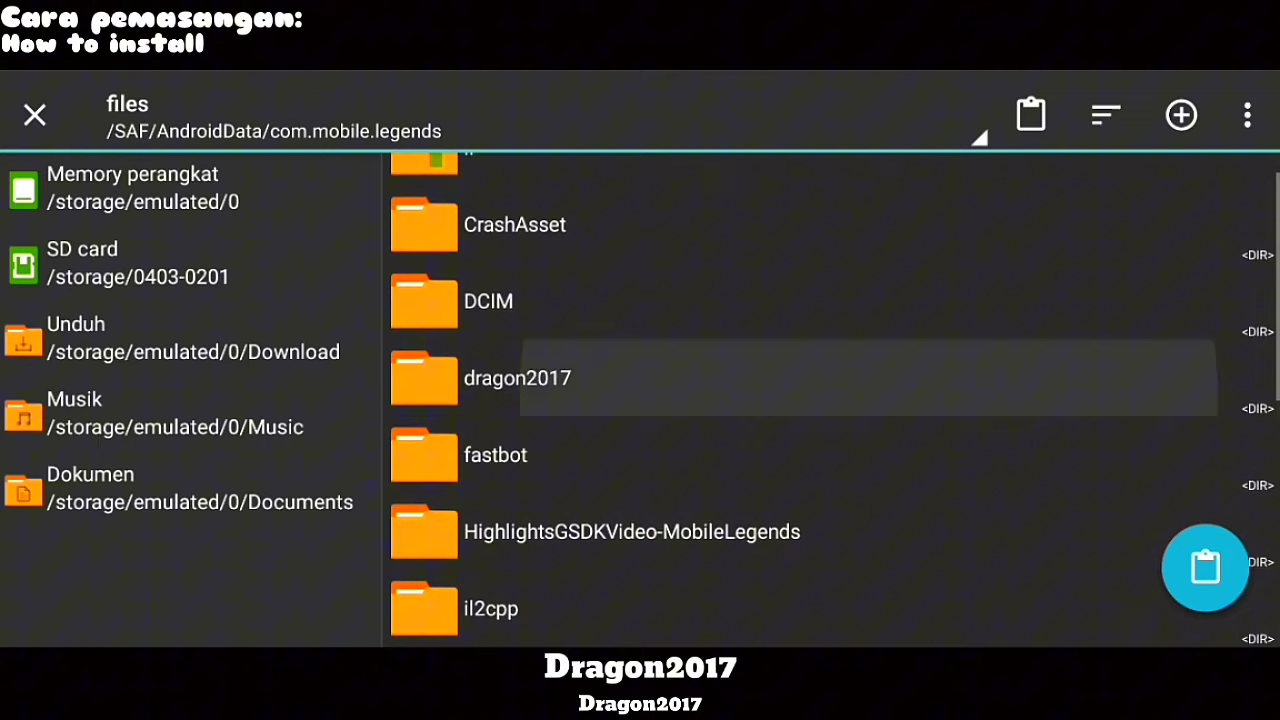 Cara pemasangan:
How to install
files
/SAF/AndroidData/com.mobile.legends
Memory perangkat
/storage/emulated/0
SD card
/storage/0403-0201
Unduh
/storage/emulated/0/Download
Musik
/storage/emulated/0/Music
Dokumen
/storage/emulated/0/Documents
CrashAsset
<DIR>
DCIM
<DIR>
dragon2017
<DIR>
fastbot
<DIR>
HighlightsGSDKVideo-MobileLegends
DIR>
il2cpp
<DIR>
Dragon2017
Dragon2017